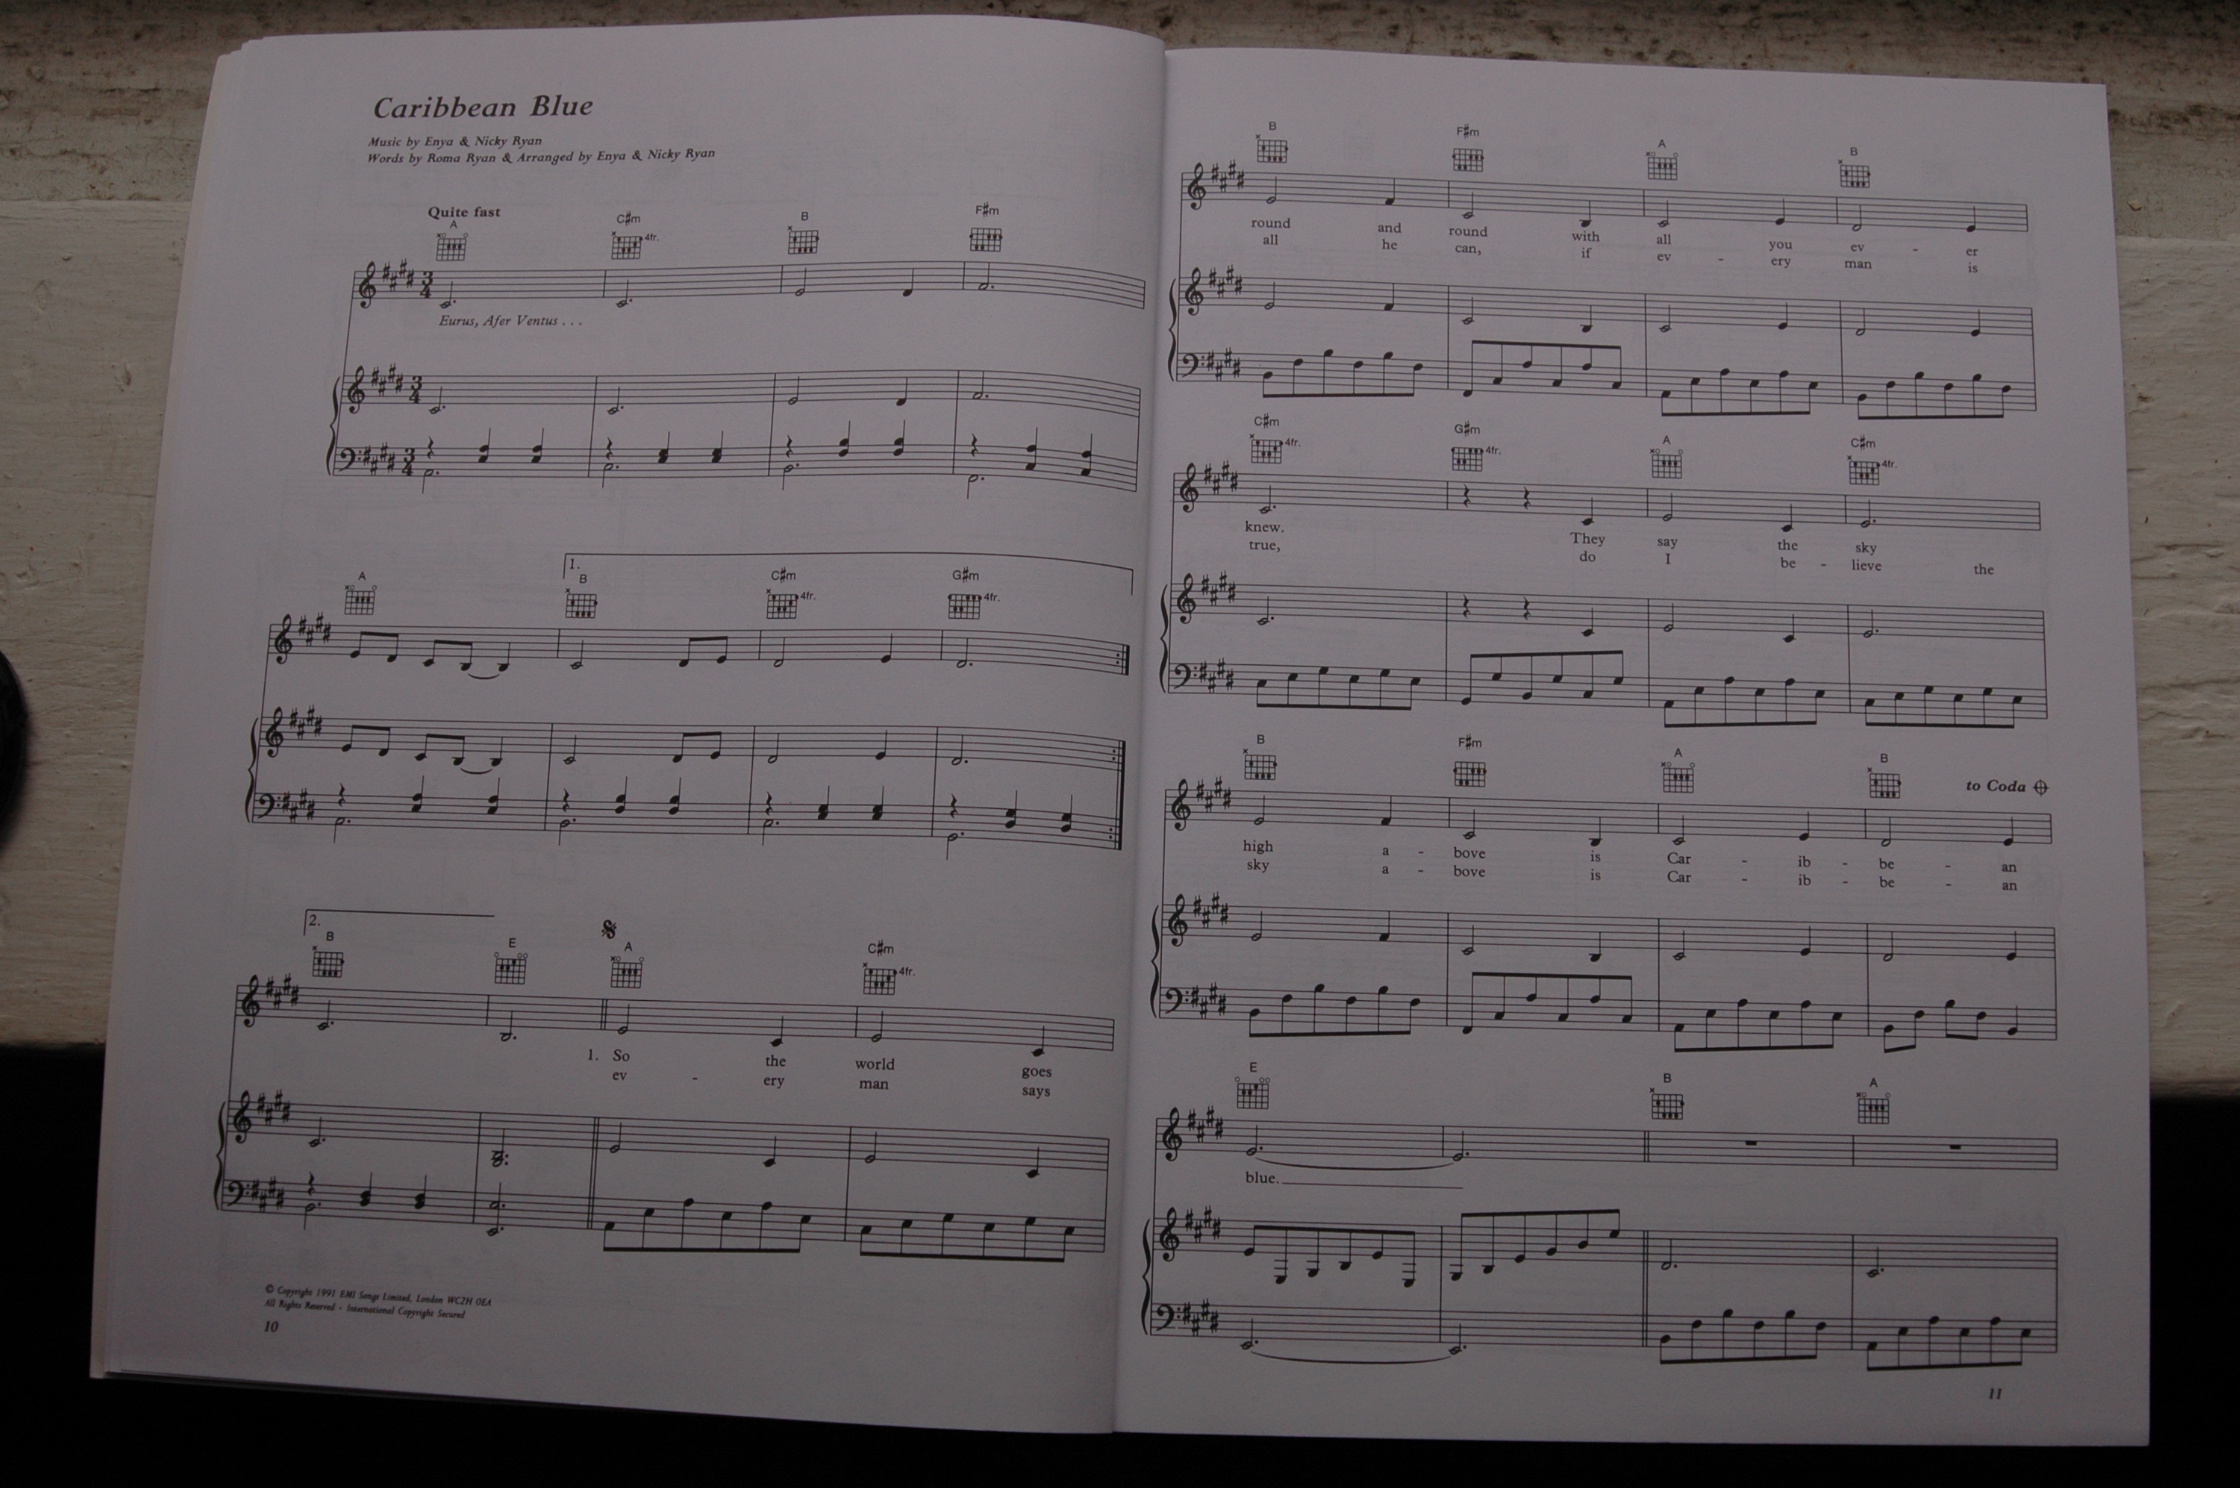 Caribbean Blue
Music by Enya & Nicky Ryan
Words by Roma Ryan & Arranged by Enya & Nicky Ryan
Quite fast
A C♯m 4fr. B F♯m
3 4
Eurus, Afer Ventus . . .
3 4
3 4
1.
A B C♯m 4fr. G♯m 4fr.
2.
B E A C♯m 4fr.
1. So the world goes
ev - ery man says
© Copyright 1991 EMI Songs Limited, London WC2H 0EA
All Rights Reserved - International Copyright Secured
10
B F♯m A B
round and round with all you ev - er
all he can, if ev - ery man is
C♯m 4fr. G♯m 4fr. A C♯m 4fr.
knew. They say the sky
true, do I be - lieve the
B F♯m A B to Coda
high a - bove is Car - ib - be - an
sky a - bove is Car - ib - be - an
E B A
blue.
11